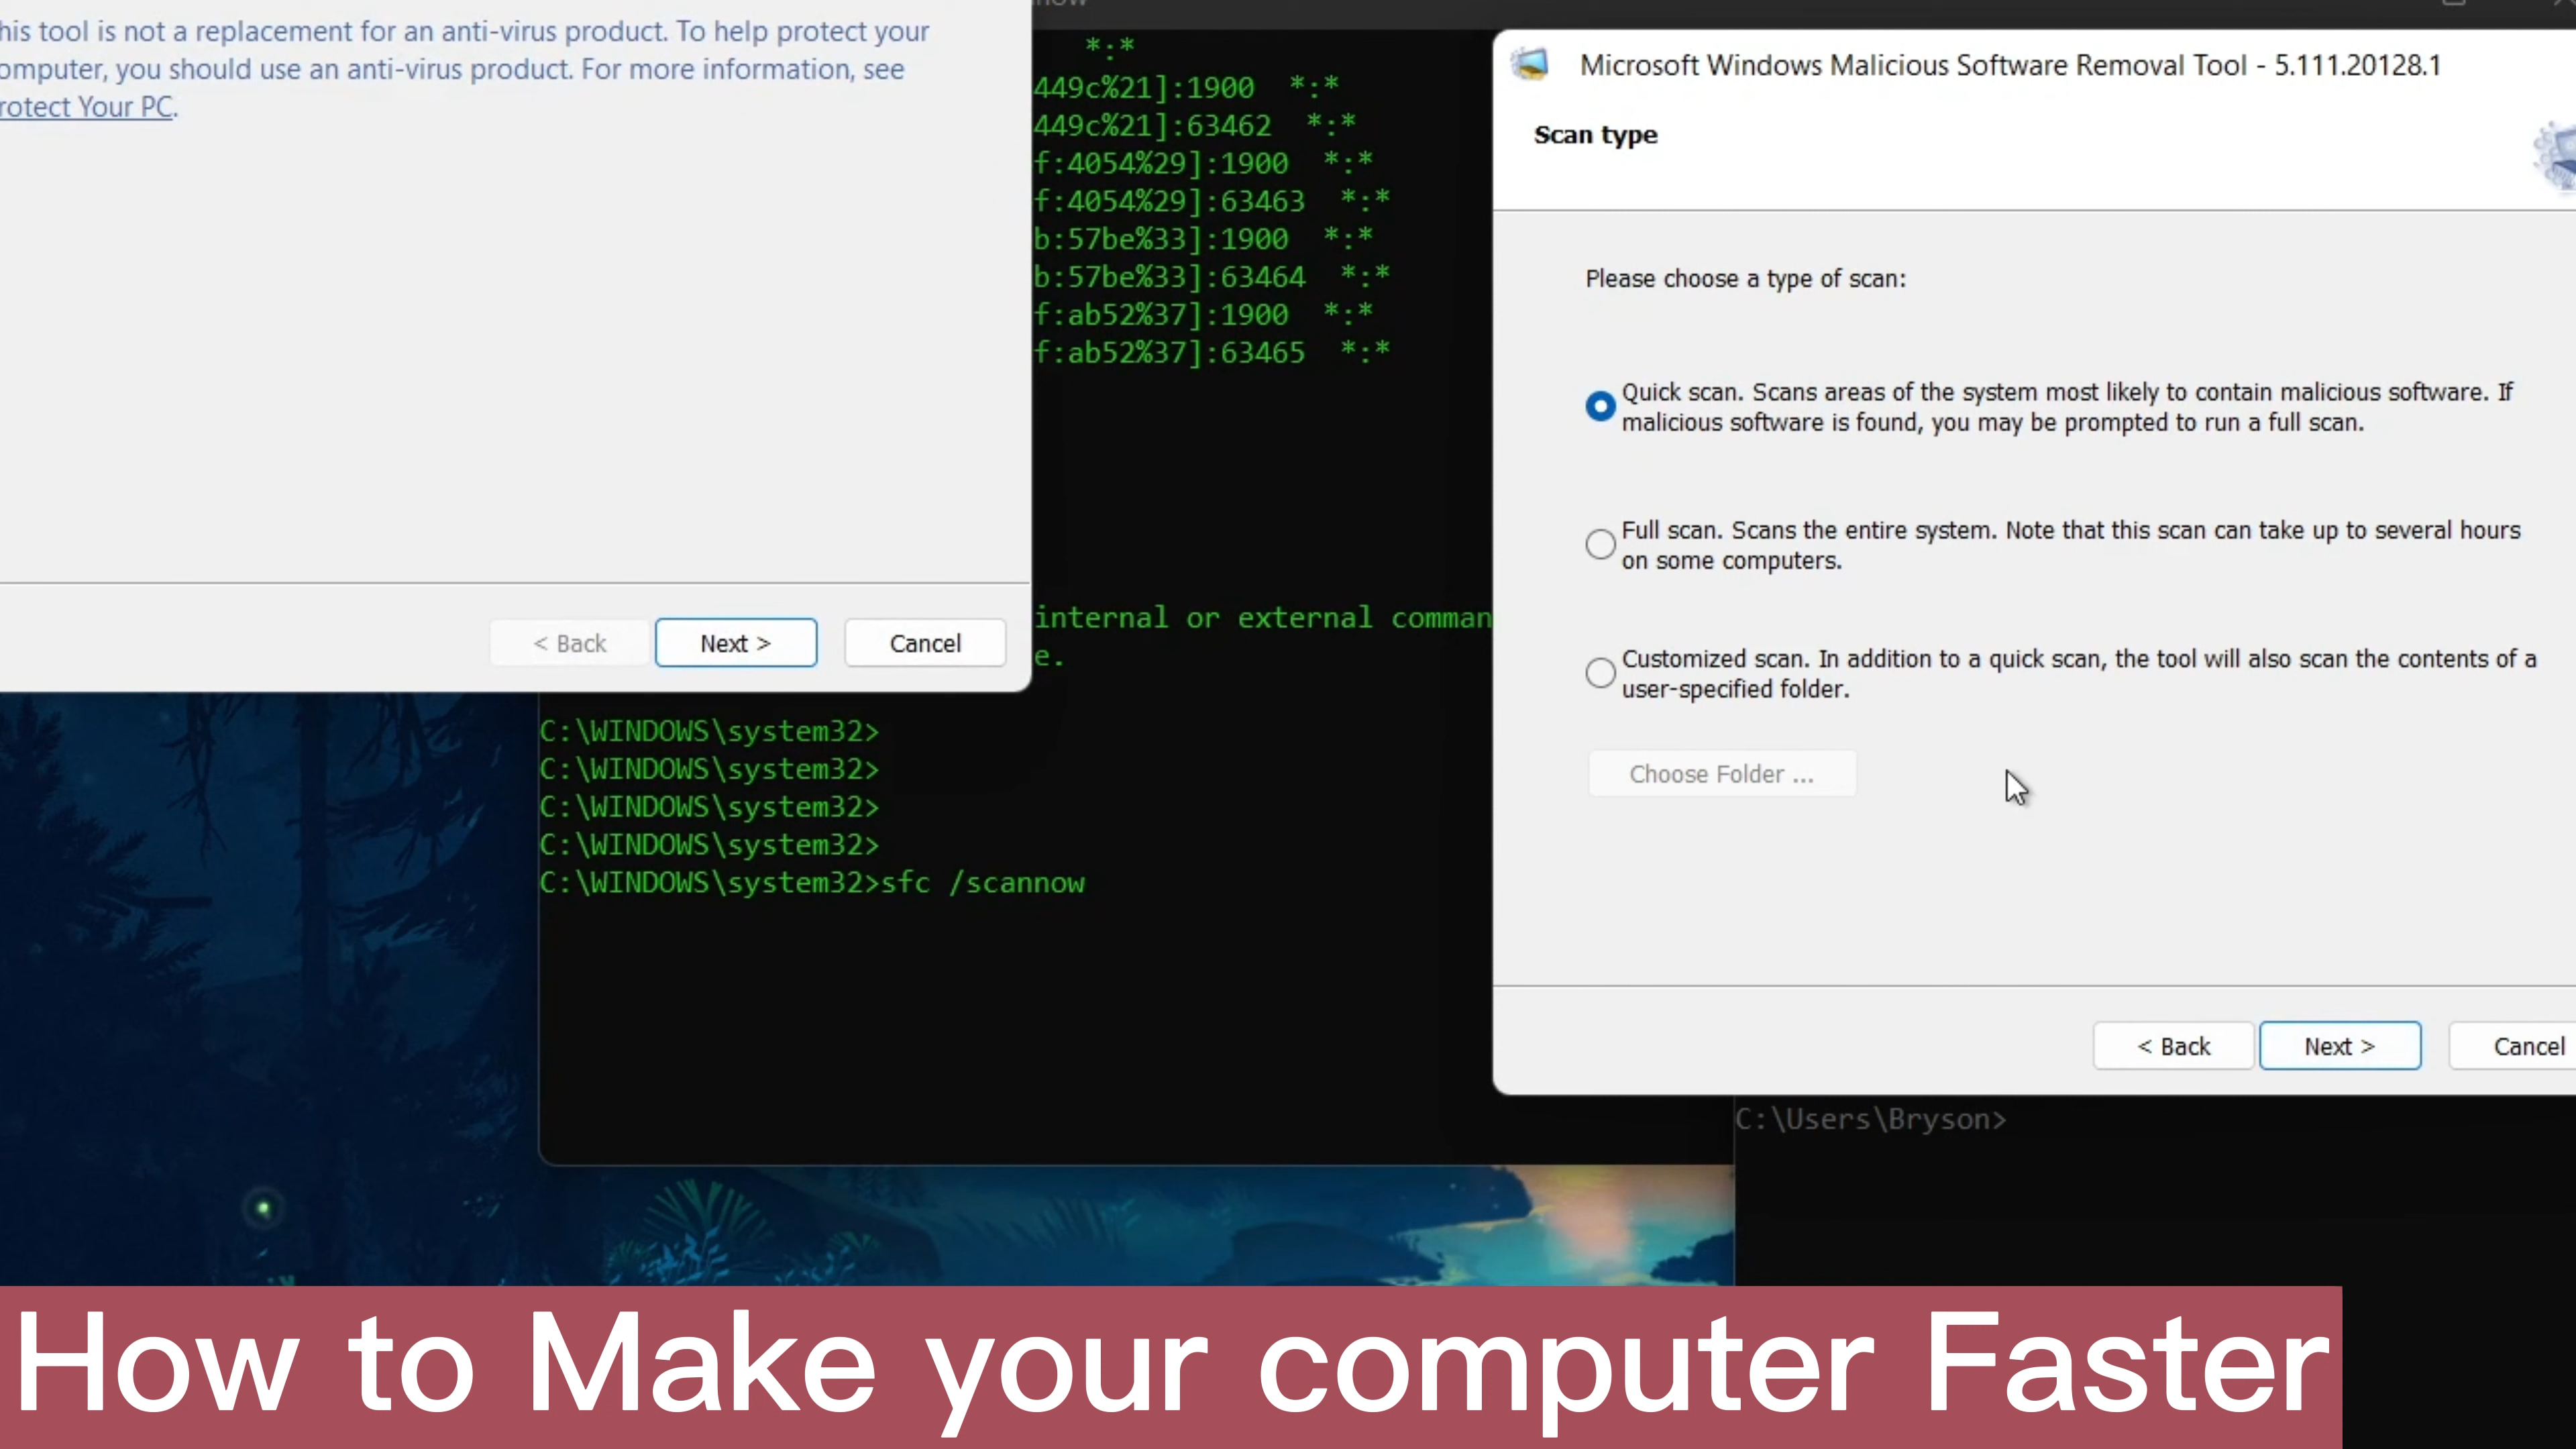 his tool is not a replacement for an anti-virus product. To help protect your
omputer, you should use an anti-virus product. For more information, see
rotect Your PC.
< Back Next > Cancel
*:*
449c%21]:1900 *:*
449c%21]:63462 *:*
f:4054%29]:1900 *:*
f:4054%29]:63463 *:*
b:57be%33]:1900 *:*
b:57be%33]:63464 *:*
f:ab52%37]:1900 *:*
f:ab52%37]:63465 *:*
internal or external comman
e.
C:\WINDOWS\system32>
C:\WINDOWS\system32>
C:\WINDOWS\system32>
C:\WINDOWS\system32>
C:\WINDOWS\system32>sfc /scannow
Microsoft Windows Malicious Software Removal Tool - 5.111.20128.1
Scan type
Please choose a type of scan:
Quick scan. Scans areas of the system most likely to contain malicious software. If
malicious software is found, you may be prompted to run a full scan.
Full scan. Scans the entire system. Note that this scan can take up to several hours
on some computers.
Customized scan. In addition to a quick scan, the tool will also scan the contents of a
user-specified folder.
Choose Folder ...
< Back Next > Cancel
C:\Users\Bryson>
How to Make your computer Faster